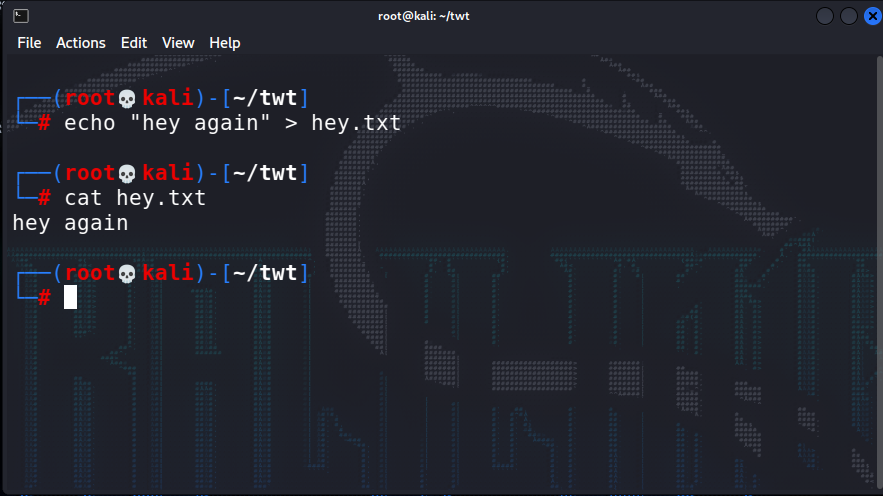 root@kali: ~/twt
File Actions Edit View Help
┌──(root💀kali)-[~/twt]
└─# echo "hey again" > hey.txt
┌──(root💀kali)-[~/twt]
└─# cat hey.txt
hey again
┌──(root💀kali)-[~/twt]
└─#